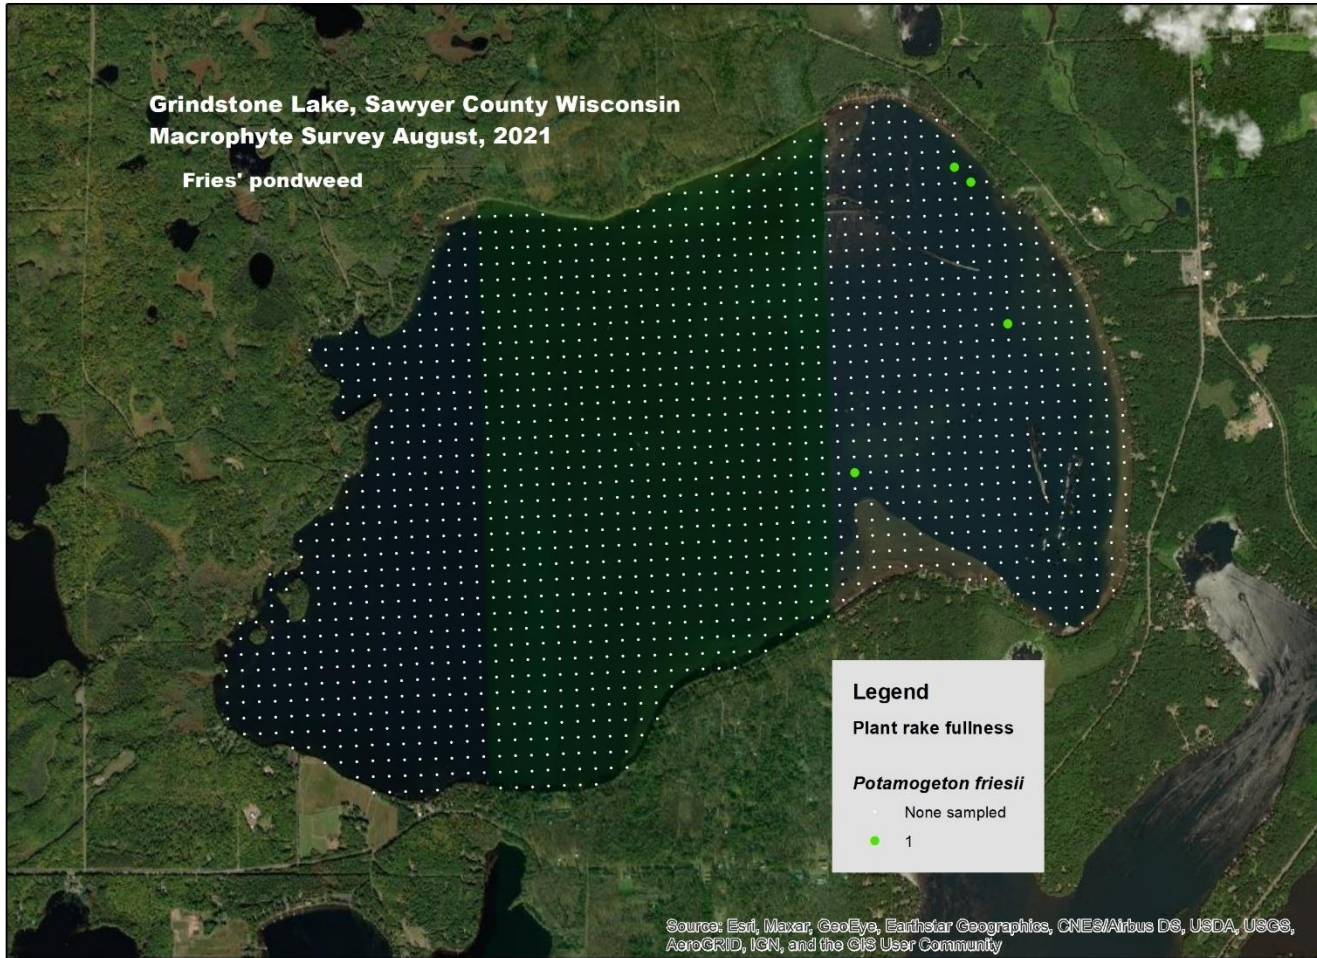 Grindstone Lake, Sawyer County Wisconsin
Macrophyte Survey August, 2021
Fries' pondweed
Legend
Plant rake fullness
Potamogeton friesii
None sampled
1
Source: Esri, Maxar, GeoEye, Earthstar Geographics, CNES/Airbus DS, USDA, USGS,
AeroGRID, IGN, and the GIS User Community